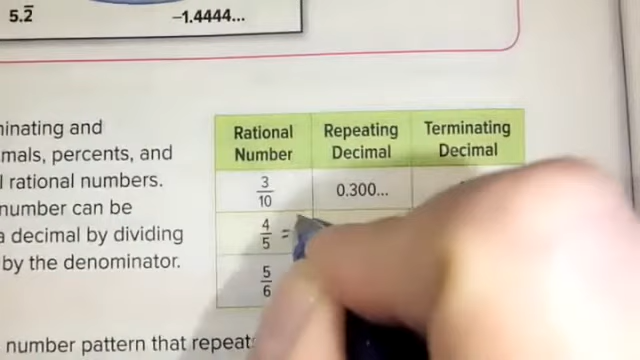 5.2̅
−1.4444...
ninating and
mals, percents, and
l rational numbers.
number can be
a decimal by dividing
by the denominator.
Rational Number
Repeating Decimal
Terminating Decimal
3/10
0.300...
4/5 =
5/6
number pattern that repeat